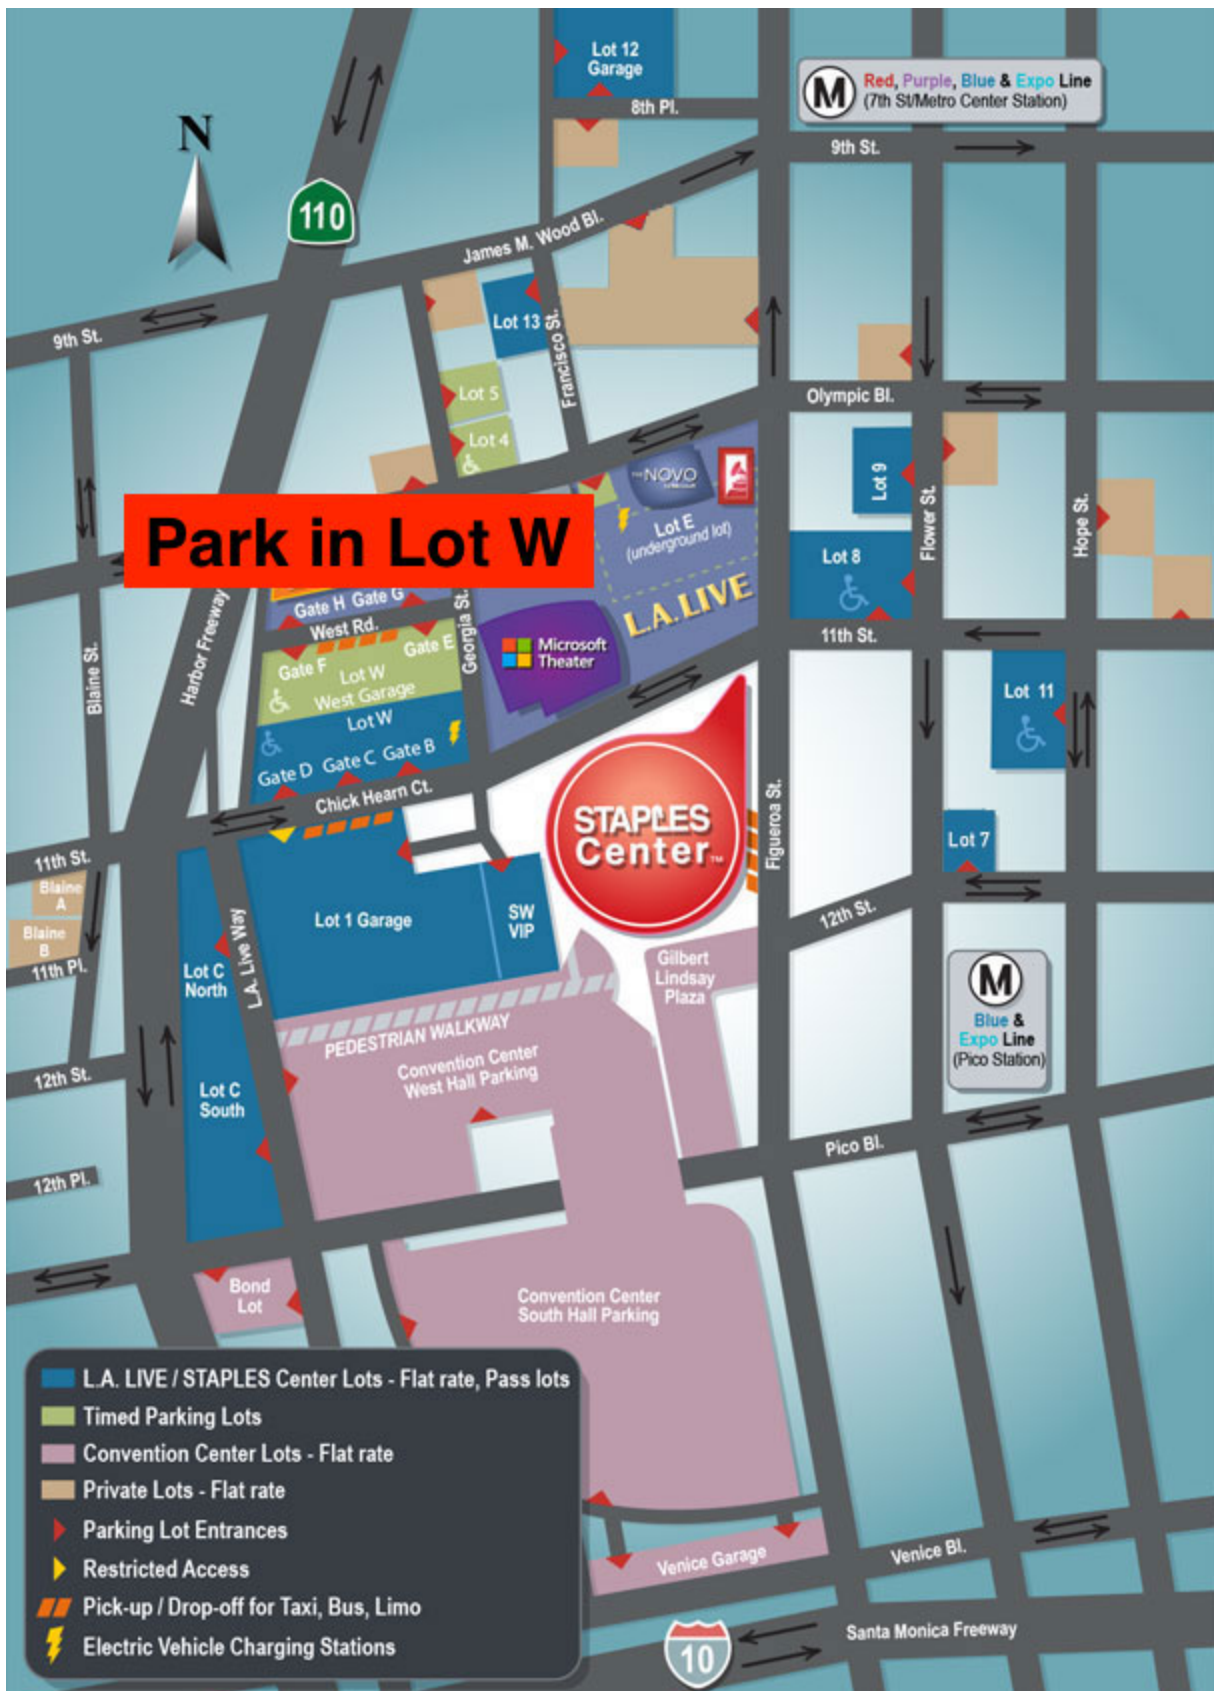 Lot 12
Garage
8th Pl.
M
Red, Purple, Blue & Expo Line
(7th St/Metro Center Station)
9th St.
N
110
James M. Wood Bl.
9th St.
Lot 13
Francisco St.
Lot 5
Lot 4
Olympic Bl.
THE NOVO
Lot E
(underground lot)
L.A. LIVE
Lot 9
Lot 8
Flower St.
Hope St.
Park in Lot W
Gate H Gate G
West Rd.
Gate F
Gate E
Lot W
West Garage
Lot W
Gate D Gate C Gate B
Georgia St.
Microsoft
Theater
11th St.
Blaine St.
Harbor Freeway
Lot 11
Chick Hearn Ct.
STAPLES
Center™
Figueroa St.
Lot 7
11th St.
Blaine
A
Blaine
B
11th Pl.
Lot 1 Garage
SW
VIP
12th St.
L.A. Live Way
Lot C
North
Gilbert
Lindsay
Plaza
M
Blue &
Expo Line
(Pico Station)
PEDESTRIAN WALKWAY
Convention Center
West Hall Parking
12th St.
Lot C
South
Pico Bl.
12th Pl.
Bond
Lot
Convention Center
South Hall Parking
L.A. LIVE / STAPLES Center Lots - Flat rate, Pass lots
Timed Parking Lots
Convention Center Lots - Flat rate
Private Lots - Flat rate
Parking Lot Entrances
Restricted Access
Pick-up / Drop-off for Taxi, Bus, Limo
Electric Vehicle Charging Stations
Venice Garage
Venice Bl.
10
Santa Monica Freeway